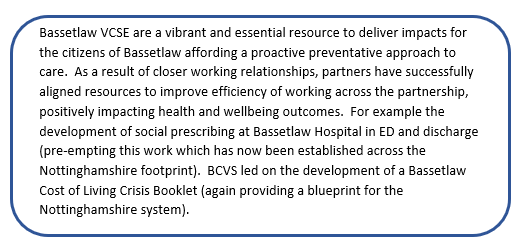 Bassetlaw VCSE are a vibrant and essential resource to deliver impacts for
the citizens of Bassetlaw affording a proactive preventative approach to
care.  As a result of closer working relationships, partners have successfully
aligned resources to improve efficiency of working across the partnership,
positively impacting health and wellbeing outcomes.  For example the
development of social prescribing at Bassetlaw Hospital in ED and discharge
(pre-empting this work which has now been established across the
Nottinghamshire footprint).  BCVS led on the development of a Bassetlaw
Cost of Living Crisis Booklet (again providing a blueprint for the
Nottinghamshire system).